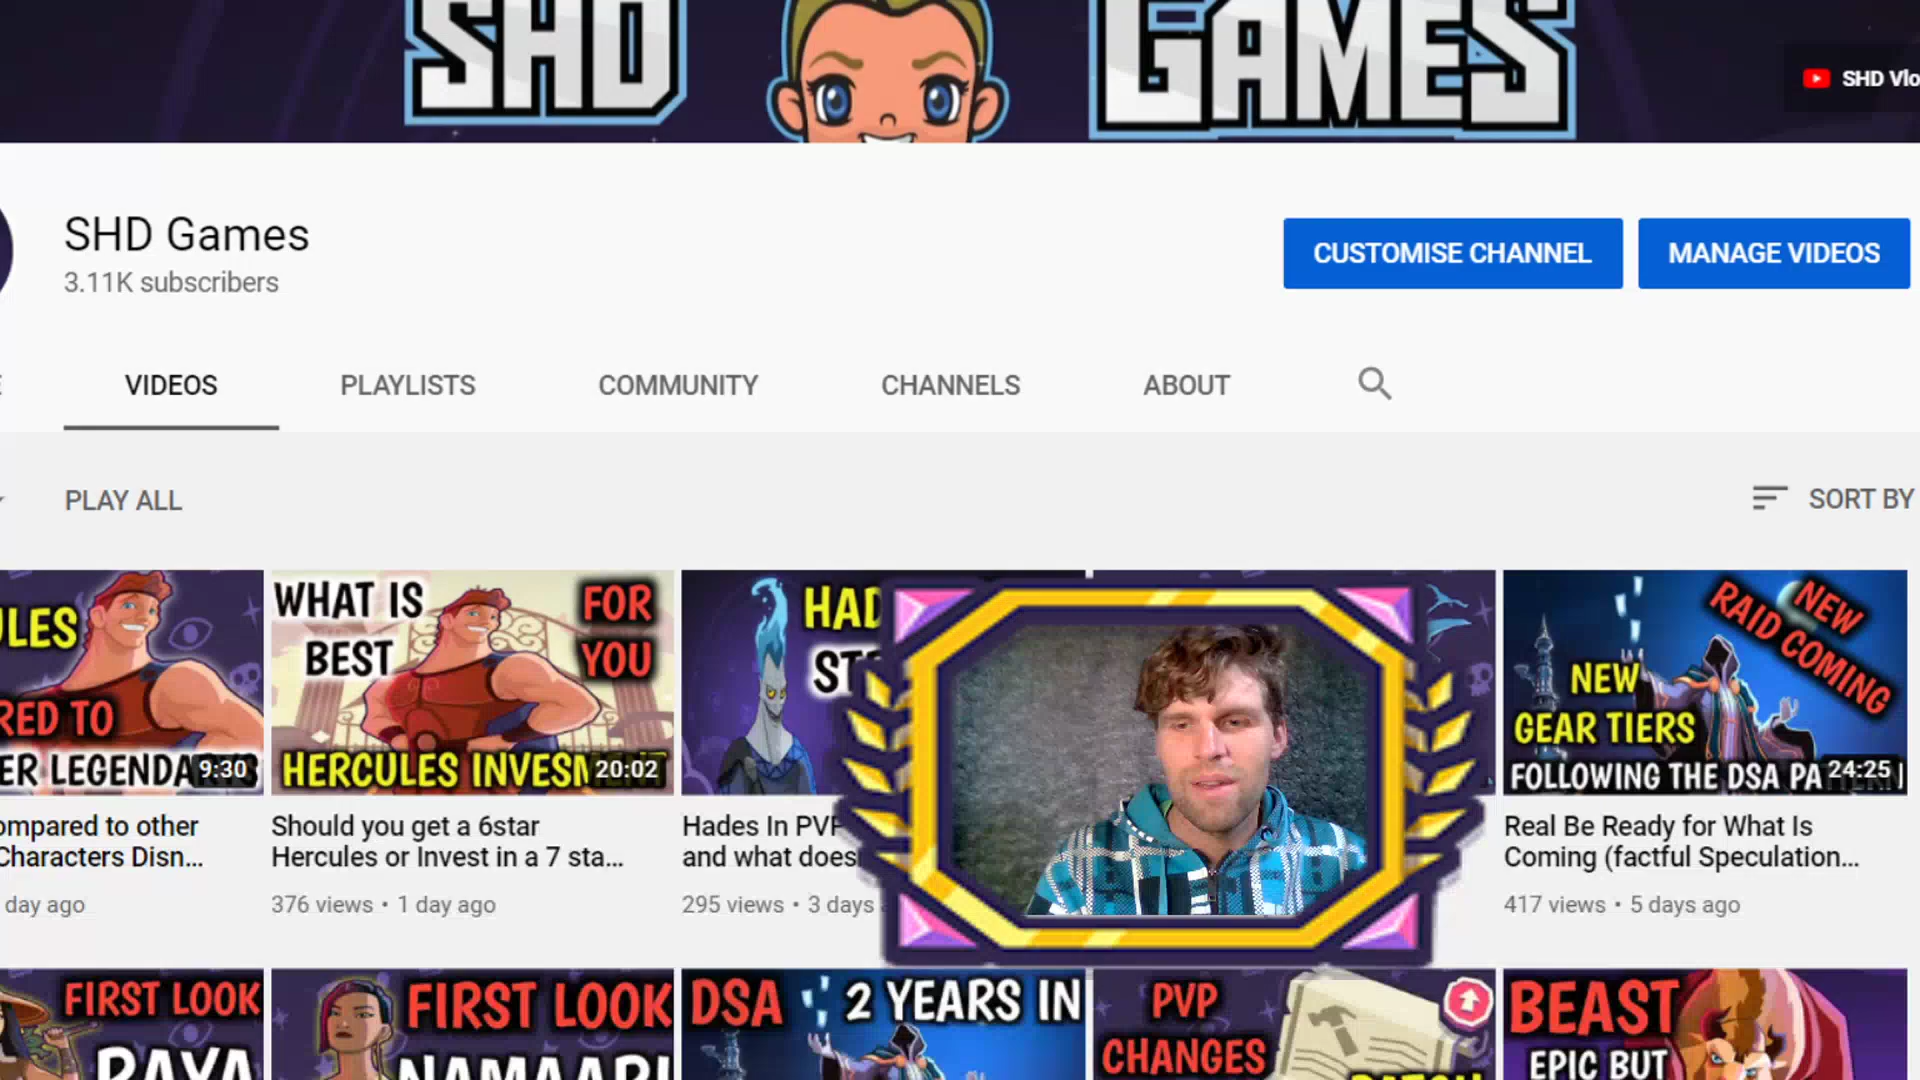 SHD GAMES
SHD Vlo
SHD Games
3.11K subscribers
CUSTOMISE CHANNEL
MANAGE VIDEOS
VIDEOS
PLAYLISTS
COMMUNITY
CHANNELS
ABOUT
PLAY ALL
SORT BY
ULES
RED TO
ER LEGENDA
9:30
WHAT IS
BEST
FOR
YOU
HERCULES INVES
20:02
HAD
ST
NEW
RAID COMING
NEW
GEAR TIERS
FOLLOWING THE DSA PA
24:25
ompared to other
Characters Disn...
day ago
Should you get a 6star
Hercules or Invest in a 7 sta...
376 views • 1 day ago
Hades In PVP
and what does
295 views • 3 days
Real Be Ready for What Is
Coming (factful Speculation...
417 views • 5 days ago
FIRST LOOK
RAYA
FIRST LOOK
NAMAARI
DSA
2 YEARS IN
PVP
CHANGES
PATCH
BEAST
EPIC BUT